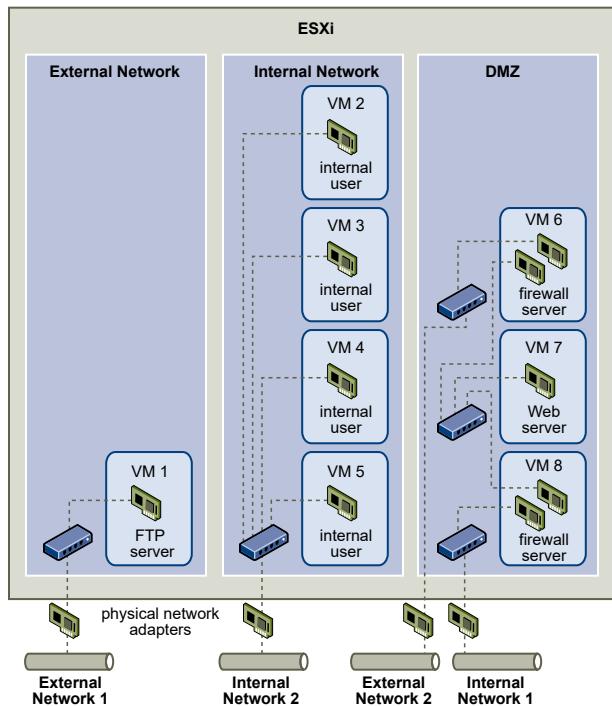 ESXi
External Network
Internal Network
DMZ
VM 2
internal
user
VM 3
internal
user
VM 4
internal
user
VM 5
internal
user
VM 1
FTP
server
VM 6
firewall
server
VM 7
Web
server
VM 8
firewall
server
physical network
adapters
External
Network 1
Internal
Network 2
External
Network 2
Internal
Network 1